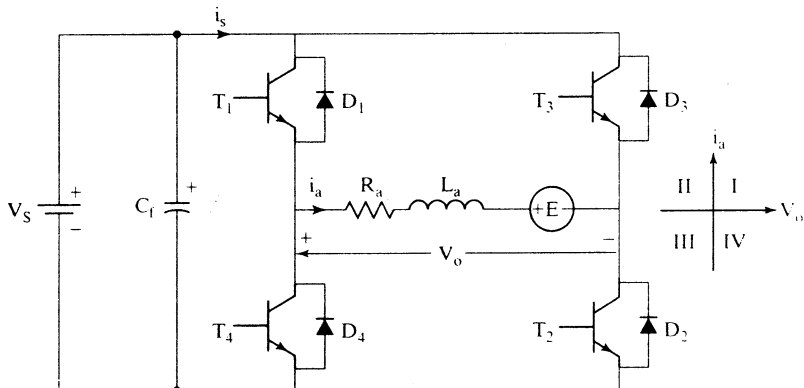 i_s
T_1
D_1
T_3
D_3
i_a
i_a
R_a
L_a
II
I
V_S
+
−
C_f
+
+E−
V_o
III
IV
+
V_o
−
T_4
D_4
T_2
D_2